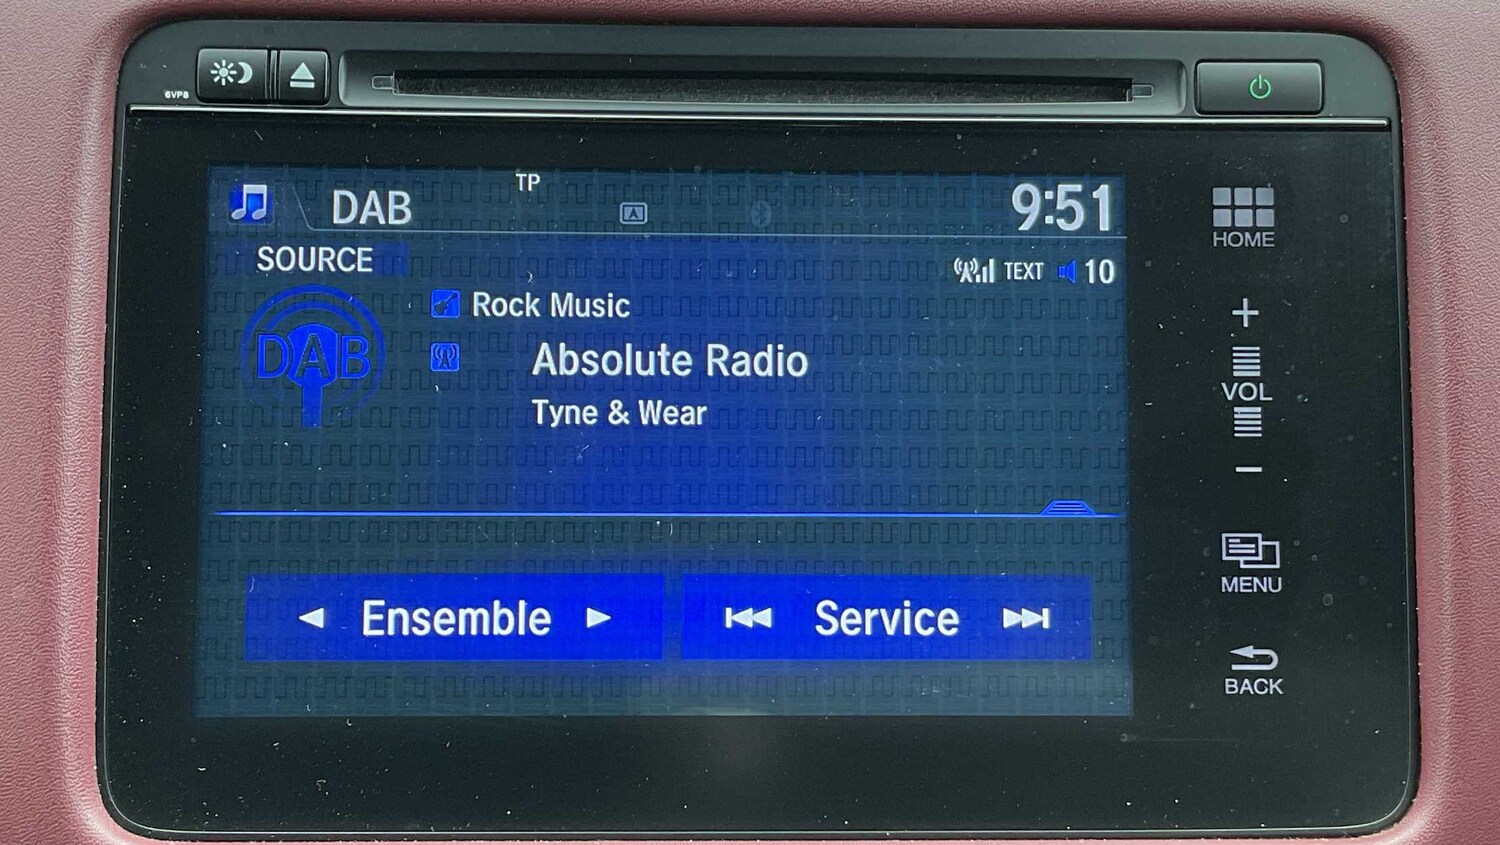 6VP8
DAB
TP
9:51
SOURCE
TEXT 10
DAB
Rock Music
Absolute Radio
Tyne & Wear
Ensemble
Service
HOME
+
VOL
−
MENU
BACK